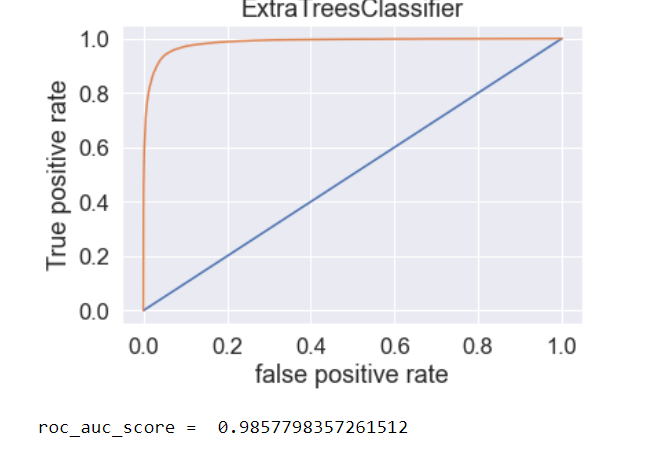 ExtraTreesClassifier
1.0
0.8
0.6
0.4
0.2
0.0
True positive rate
0.0 0.2 0.4 0.6 0.8 1.0
false positive rate
roc_auc_score = 0.9857798357261512